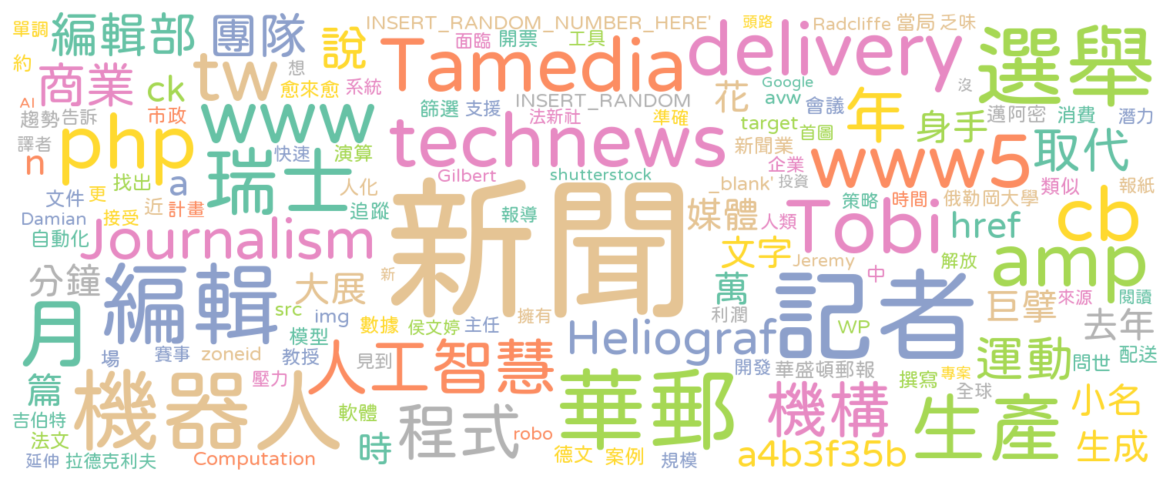 單調
編輯部
團隊
說
INSERT_RANDOM_NUMBER_HERE'
頭路
Radcliffe
當局
乏味
約
商業
ck
tw
愈來愈
想
系統
面臨
開票
工具
Tamedia
delivery
選舉
AI
趨勢
告訴
市政
www
篩選
支援
INSERT_RANDOM
法新社
準確
花
Google
avw
會議
年
邁阿密
消費
潛力
譯者
n
php
瑞士
快速
演算
technews
target
首圖
新聞業
身手
取代
找出
a
人化
Gilbert
shutterstock
企業
www5
文件
更
近
計畫
追蹤
_blank'
投資
策略
時間
俄勒岡大學
類似
報紙
Damian
接受
自動化
Journalism
新聞
報導
媒體
人類
Tobi
href
cb
文字
Jeremy
解放
amp
分鐘
月
編輯
大展
新
萬
利潤
記者
中
巨擘
來源
閱讀
src
img
數據
侯文婷
主任
擁有
Heliograf
WP
去年
模型
場
賽事
zoneid
教授
見到
開發
華盛頓郵報
運動
問世
配送
篇
機器人
壓力
人工智慧
華郵
機構
撰寫
專案
全球
吉伯特
法文
軟體
程式
生產
小名
延伸
拉德克利夫
Computation
時
robo
德文
案例
規模
a4b3f35b
生成
沒